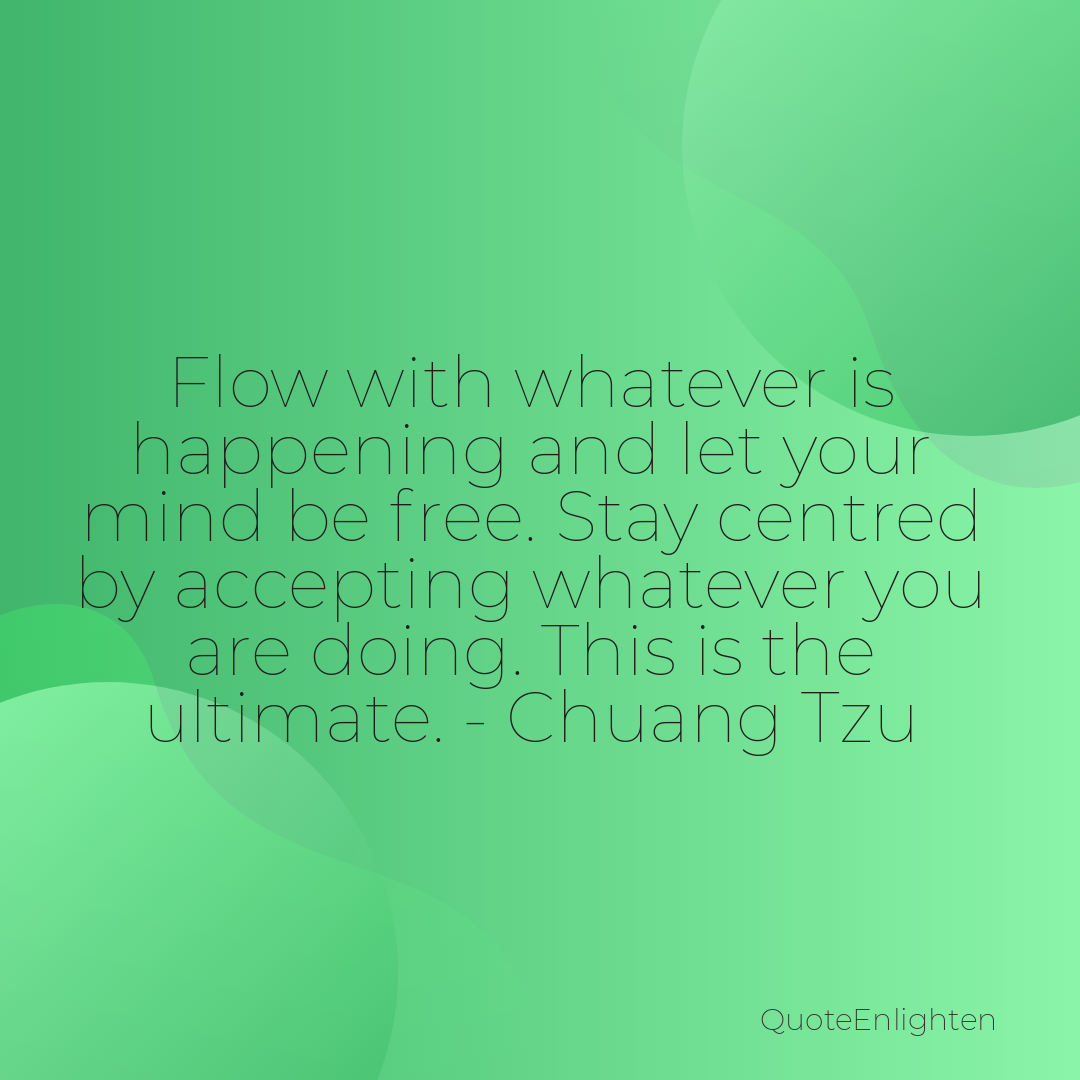 Flow with whatever is
happening and let your
mind be free. Stay centred
by accepting whatever you
are doing. This is the
ultimate. - Chuang Tzu
QuoteEnlighten